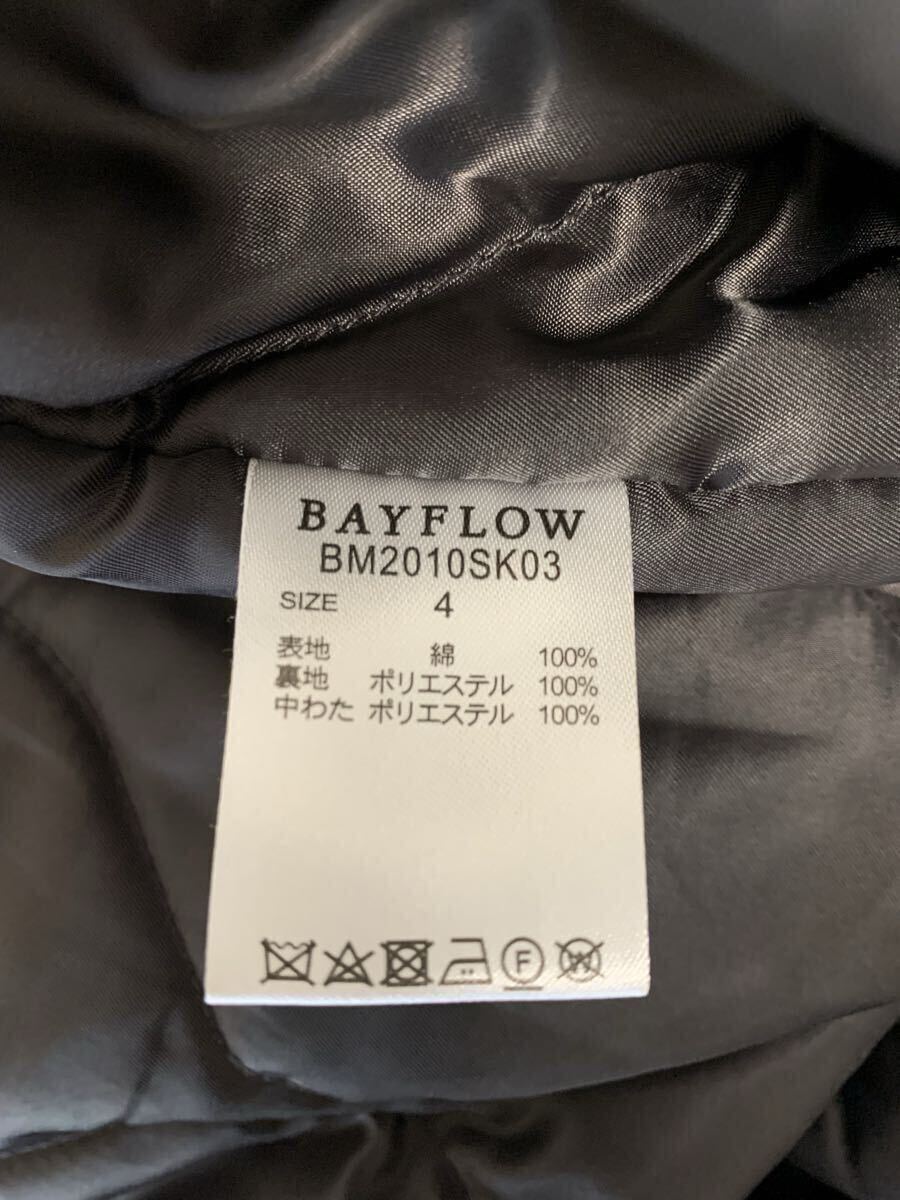 BAYFLOW
BM2010SK03
SIZE 4
表地 綿 100%
裏地 ポリエステル 100%
中わた ポリエステル 100%
F
W